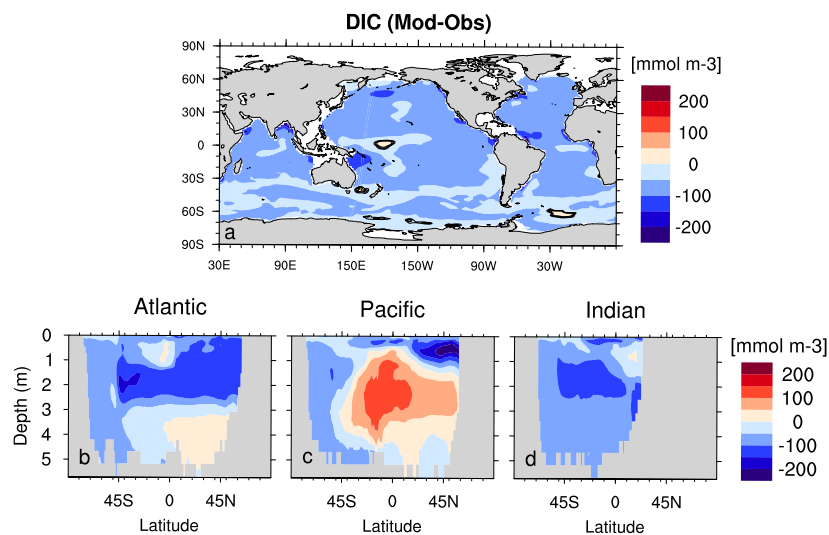 DIC (Mod-Obs)
90N
60N
30N
0
30S
60S
90S
a
30E 90E 150E 150W 90W 30W
[mmol m-3]
200
100
0
-100
-200
Atlantic Pacific Indian
Depth (m)
0
1
2
3
4
5
b c d
45S 0 45N 45S 0 45N 45S 0 45N
Latitude Latitude Latitude
[mmol m-3]
200
100
0
-100
-200